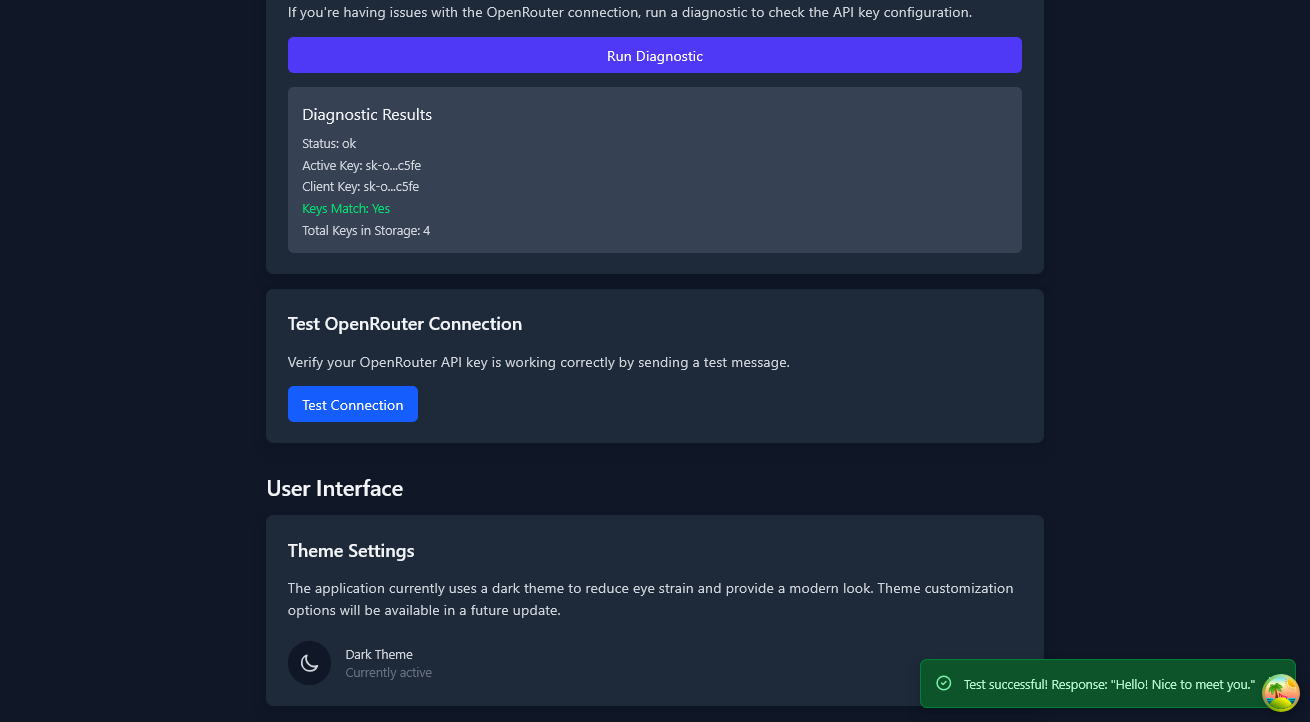 If you're having issues with the OpenRouter connection, run a diagnostic to check the API key configuration.
Run Diagnostic
Diagnostic Results
Status: ok
Active Key: sk-o...c5fe
Client Key: sk-o...c5fe
Keys Match: Yes
Total Keys in Storage: 4
Test OpenRouter Connection
Verify your OpenRouter API key is working correctly by sending a test message.
Test Connection
User Interface
Theme Settings
The application currently uses a dark theme to reduce eye strain and provide a modern look. Theme customization
options will be available in a future update.
Dark Theme
Currently active
Test successful! Response: "Hello! Nice to meet you."